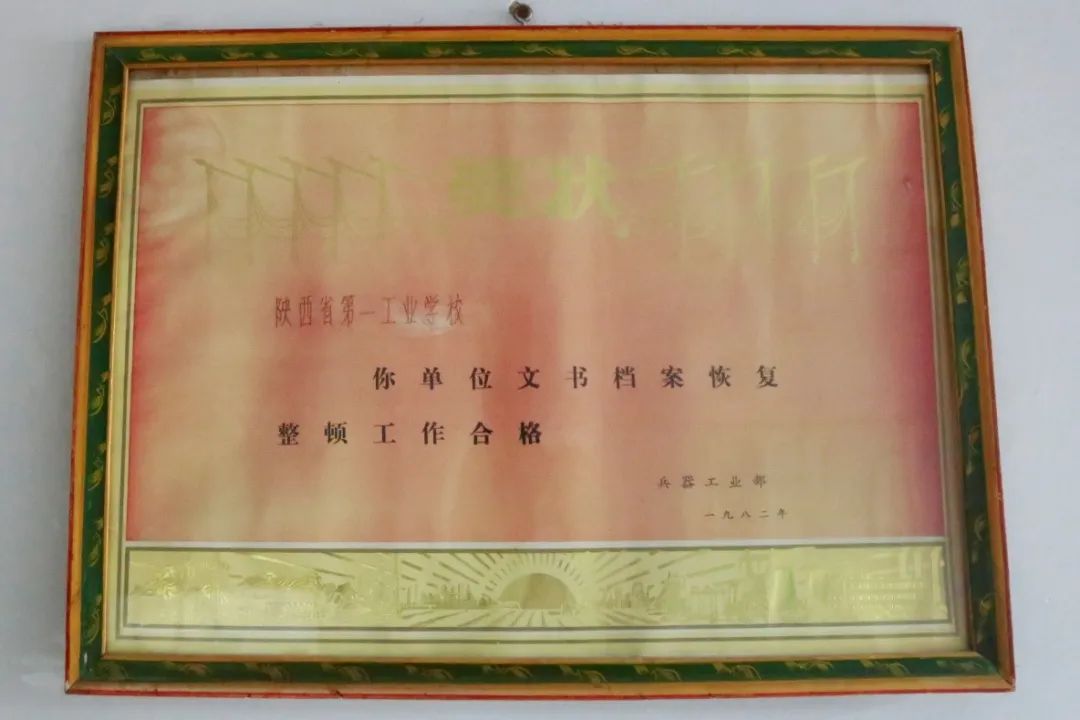 奖状
陕西省第一工业学校
你单位文书档案恢复
整顿工作合格
兵器工业部
一九八二年